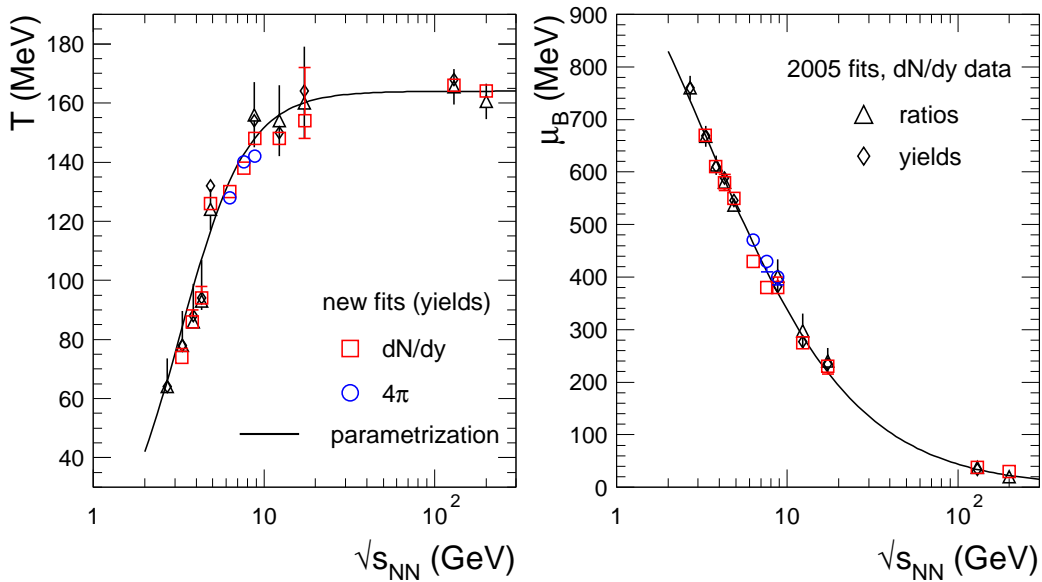 T (MeV)
180
160
140
120
100
80
60
40
new fits (yields)
dN/dy
4π
parametrization
1
10
10²
√s_NN (GeV)
μ_B (MeV)
900
800
700
600
500
400
300
200
100
0
2005 fits, dN/dy data
ratios
yields
1
10
10²
√s_NN (GeV)